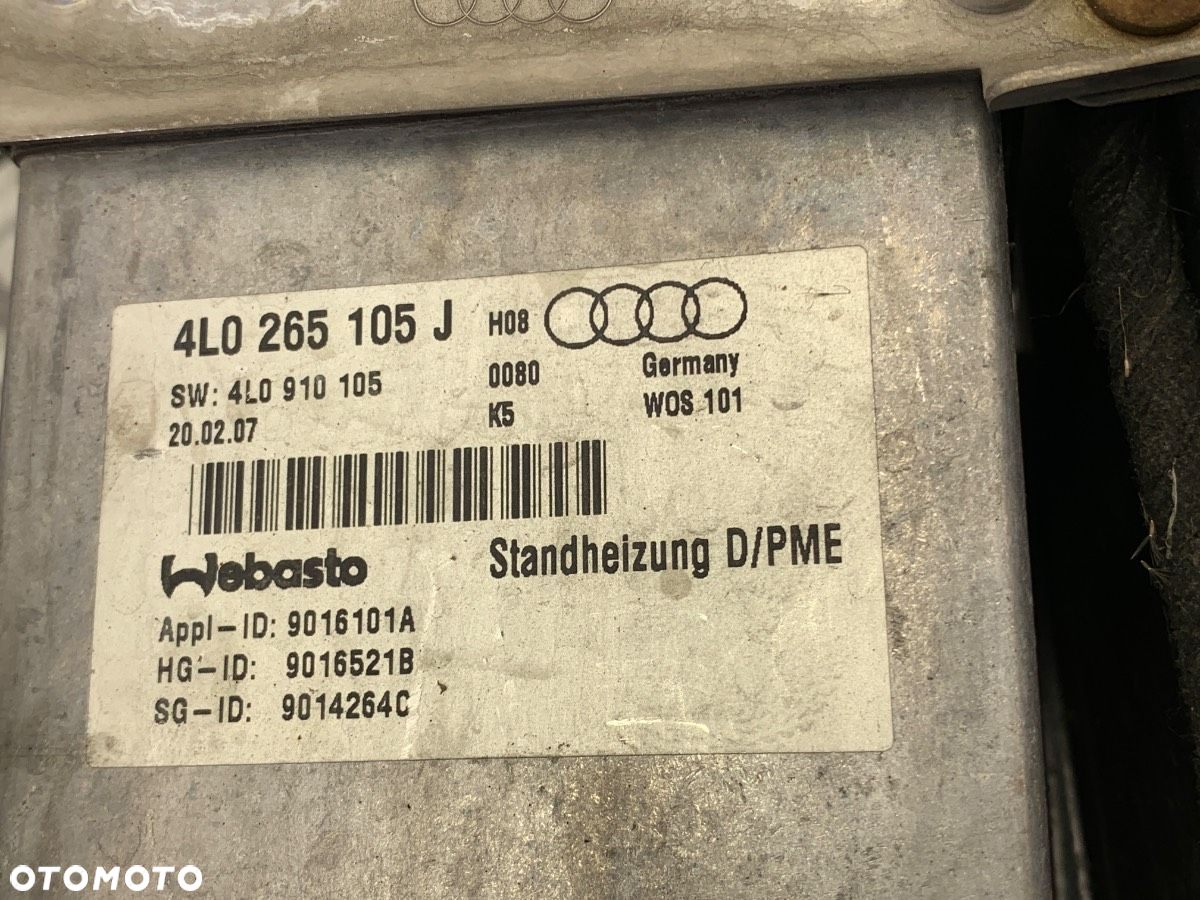 4L0 265 105 J H08
SW: 4L0 910 105 0080 Germany
20.02.07 K5 WOS 101
Webasto Standheizung D/PME
Appl-ID: 9016101A
HG-ID: 9016521B
SG-ID: 9014264C
OTOMOTO